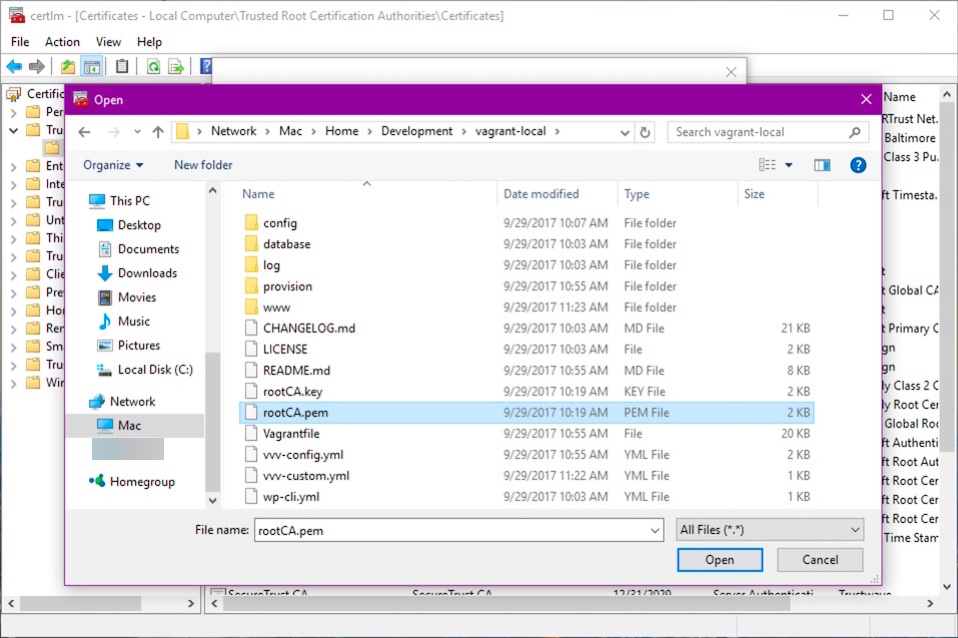 certlm - [Certificates - Local Computer\Trusted Root Certification Authorities\Certificates]
File Action View Help
Certific
Per
Tru
Ent
Inte
Tru
Unt
Thi
Tru
Clie
Pre
Ho
Ren
Sm
Tru
Win
Open
Network > Mac > Home > Development > vagrant-local >
Search vagrant-local
Organize New folder
This PC
Desktop
Documents
Downloads
Movies
Music
Pictures
Local Disk (C:)
Network
Mac
Homegroup
Name Date modified Type Size
config 9/29/2017 10:07 AM File folder
database 9/29/2017 10:03 AM File folder
log 9/29/2017 10:03 AM File folder
provision 9/29/2017 10:55 AM File folder
www 9/29/2017 11:23 AM File folder
CHANGELOG.md 9/29/2017 10:03 AM MD File 21 KB
LICENSE 9/29/2017 10:03 AM File 2 KB
README.md 9/29/2017 10:55 AM MD File 8 KB
rootCA.key 9/29/2017 10:19 AM KEY File 2 KB
rootCA.pem 9/29/2017 10:19 AM PEM File 2 KB
Vagrantfile 9/29/2017 10:55 AM File 20 KB
vvv-config.yml 9/29/2017 10:55 AM YML File 2 KB
vvv-custom.yml 9/29/2017 11:22 AM YML File 1 KB
wp-cli.yml 9/29/2017 10:03 AM YML File 1 KB
File name: rootCA.pem All Files (*.*)
Open Cancel
Name
RTrust Net.
Baltimore
Class 3 Pu.
ft Timesta.
t
t Global CA
t
t Primary C
gn
gn
ly Class 2 C
y Root Cer
Global Roo
ft Authenti
ft Root Aut
ft Root Cer
ft Root Cer
Time Stam
SecureTrust CA SecureTrust CA 12/31/2029 Server Authenticati Trustwave